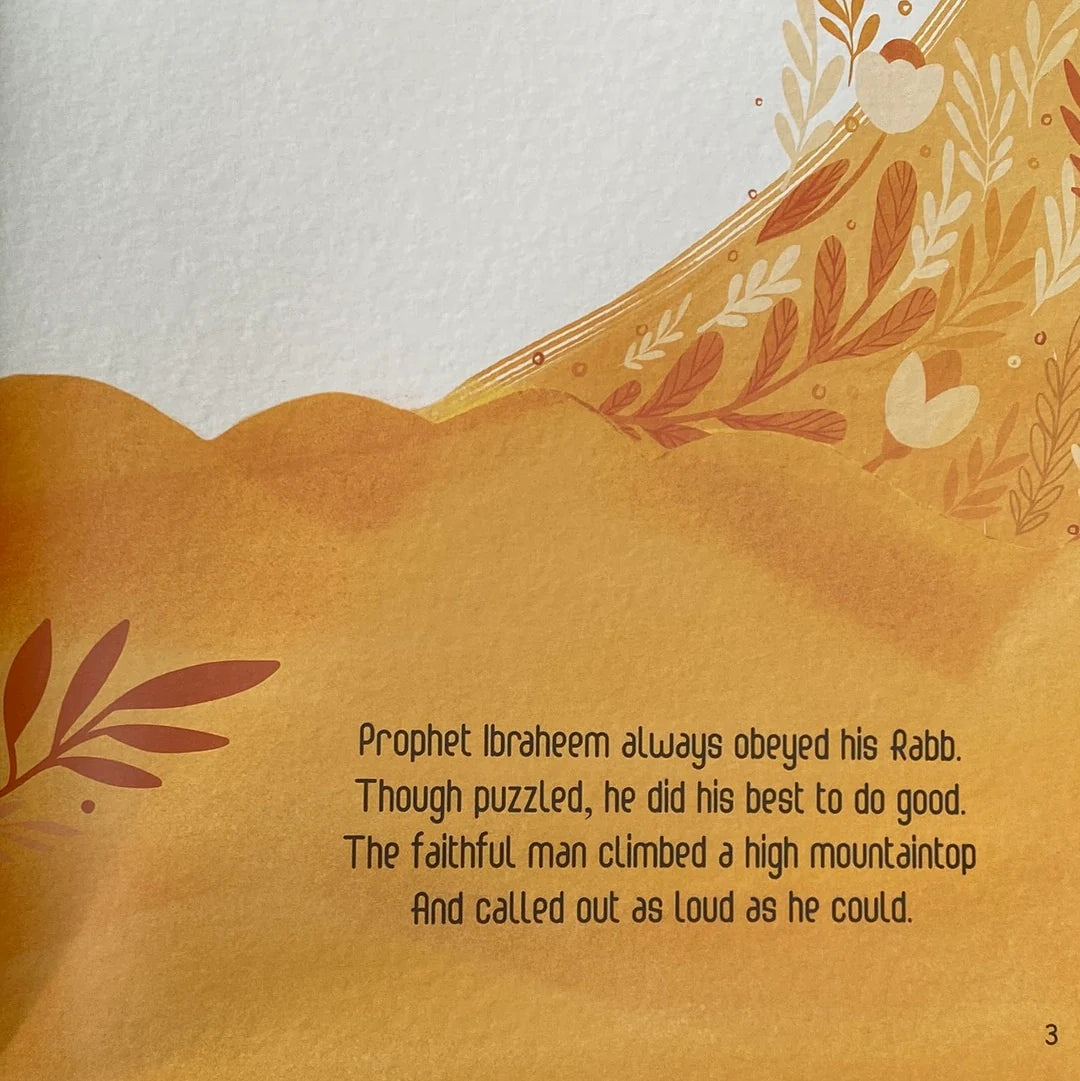 Prophet Ibraheem always obeyed his Rabb.
Though puzzled, he did his best to do good.
The faithful man climbed a high mountaintop
And called out as loud as he could.
3